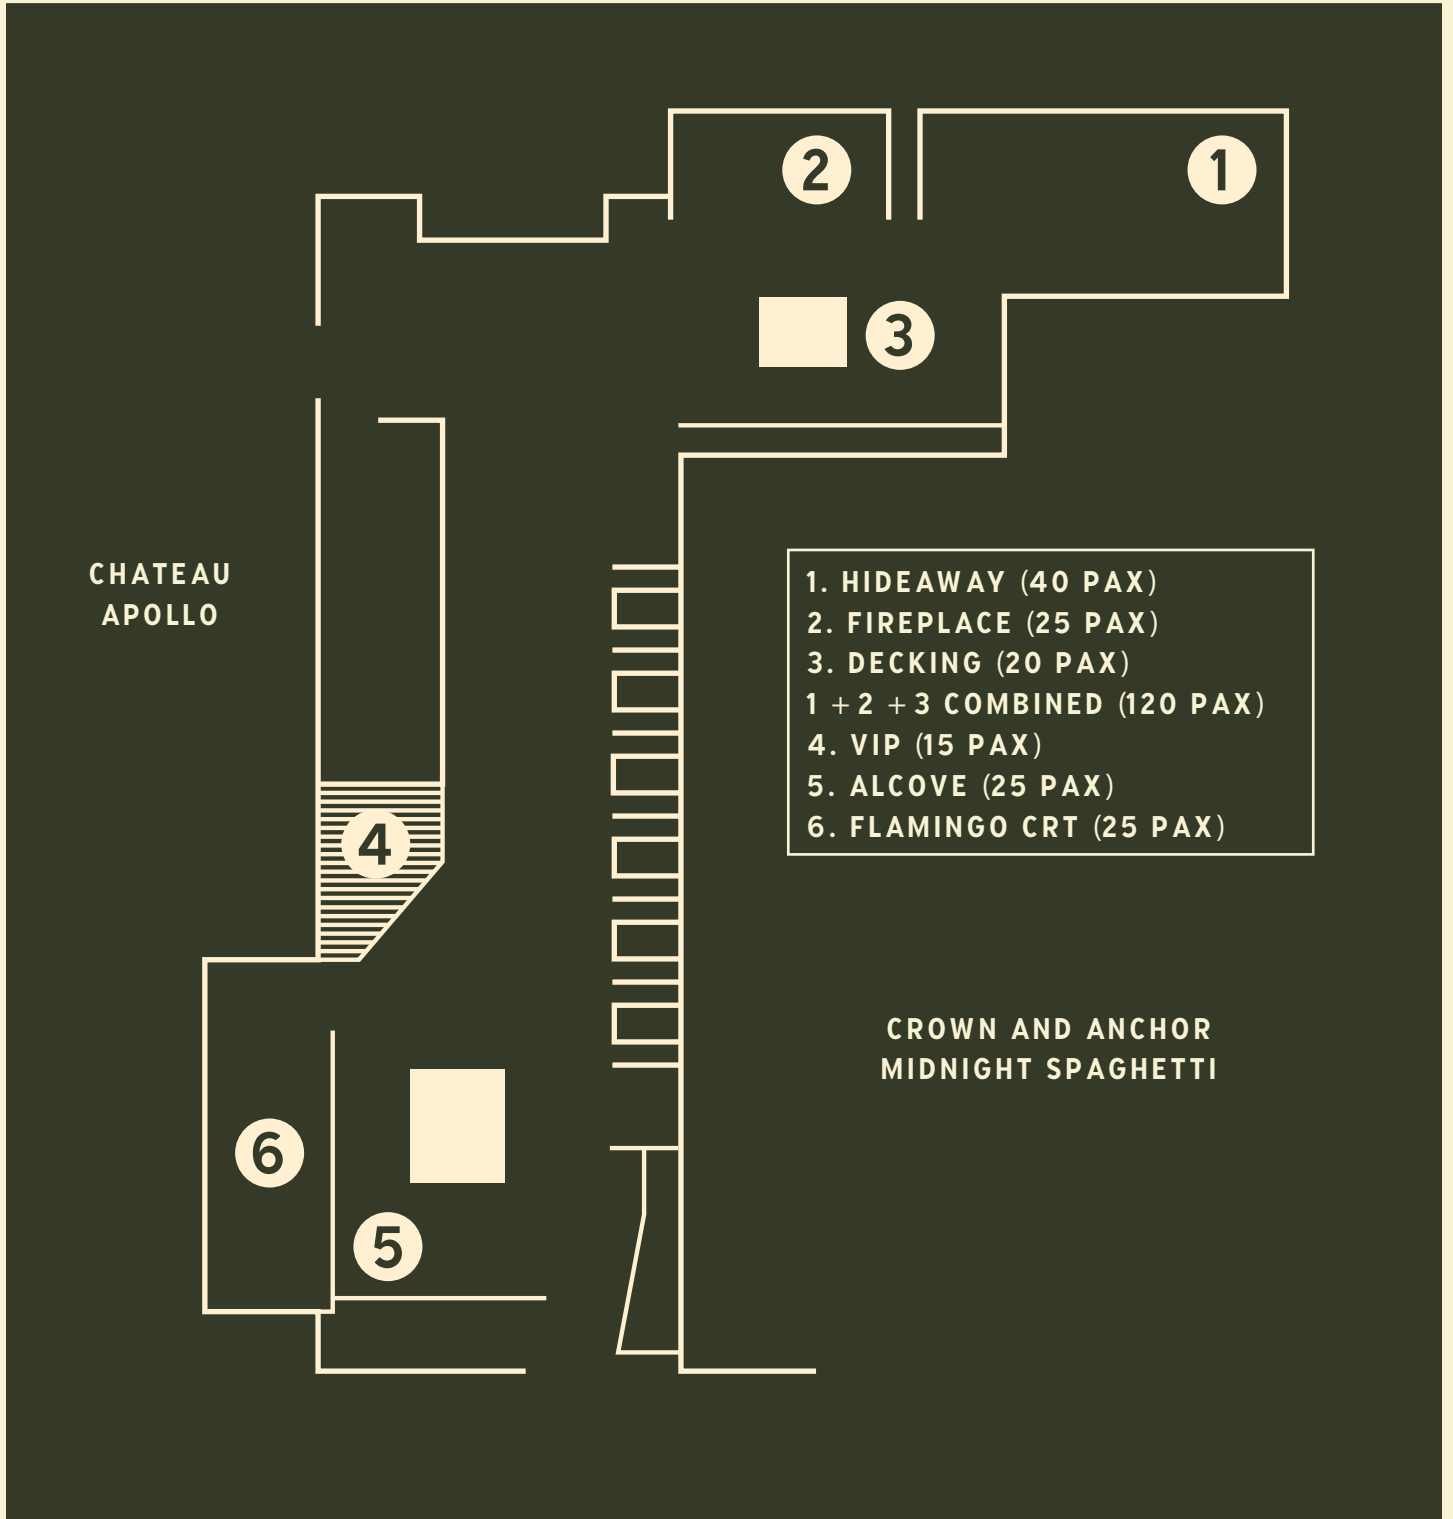 2
1
3
CHATEAU
APOLLO
1. HIDEAWAY (40 PAX)
2. FIREPLACE (25 PAX)
3. DECKING (20 PAX)
1 + 2 + 3 COMBINED (120 PAX)
4. VIP (15 PAX)
5. ALCOVE (25 PAX)
6. FLAMINGO CRT (25 PAX)
4
CROWN AND ANCHOR
MIDNIGHT SPAGHETTI
6
5